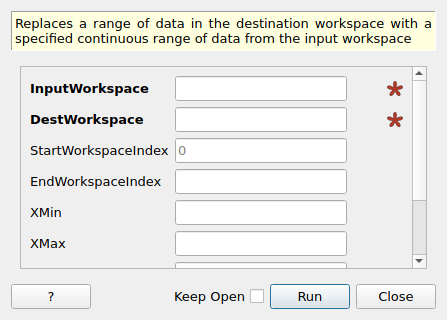 Replaces a range of data in the destination workspace with a
specified continuous range of data from the input workspace
InputWorkspace
DestWorkspace
StartWorkspaceIndex 0
EndWorkspaceIndex
XMin
XMax
? Keep Open Run Close